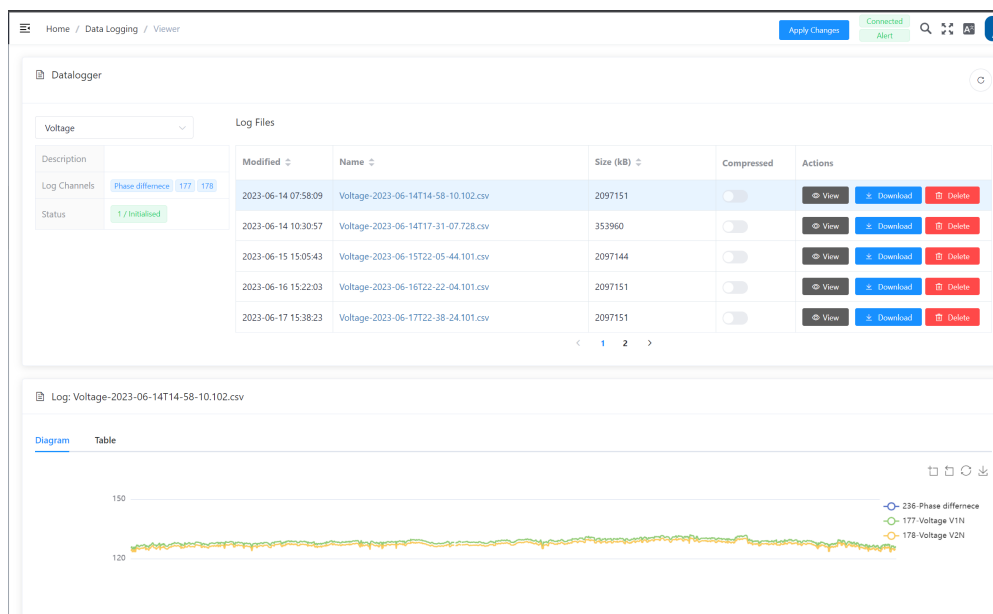 Home / Data Logging / Viewer
Apply Changes
Connected
Alert
Datalogger
Voltage
Description
Log Channels Phase differnece 177 178
Status 1 / Initialised
Log Files
Modified Name Size (kB) Compressed Actions
2023-06-14 07:58:09 Voltage-2023-06-14T14-58-10.102.csv 2097151 View Download Delete
2023-06-14 10:30:57 Voltage-2023-06-14T17-31-07.728.csv 353960 View Download Delete
2023-06-15 15:05:43 Voltage-2023-06-15T22-05-44.101.csv 2097144 View Download Delete
2023-06-16 15:22:03 Voltage-2023-06-16T22-22-04.101.csv 2097151 View Download Delete
2023-06-17 15:38:23 Voltage-2023-06-17T22-38-24.101.csv 2097151 View Download Delete
< 1 2 >
Log: Voltage-2023-06-14T14-58-10.102.csv
Diagram Table
150
236-Phase differnece
177-Voltage V1N
178-Voltage V2N
120